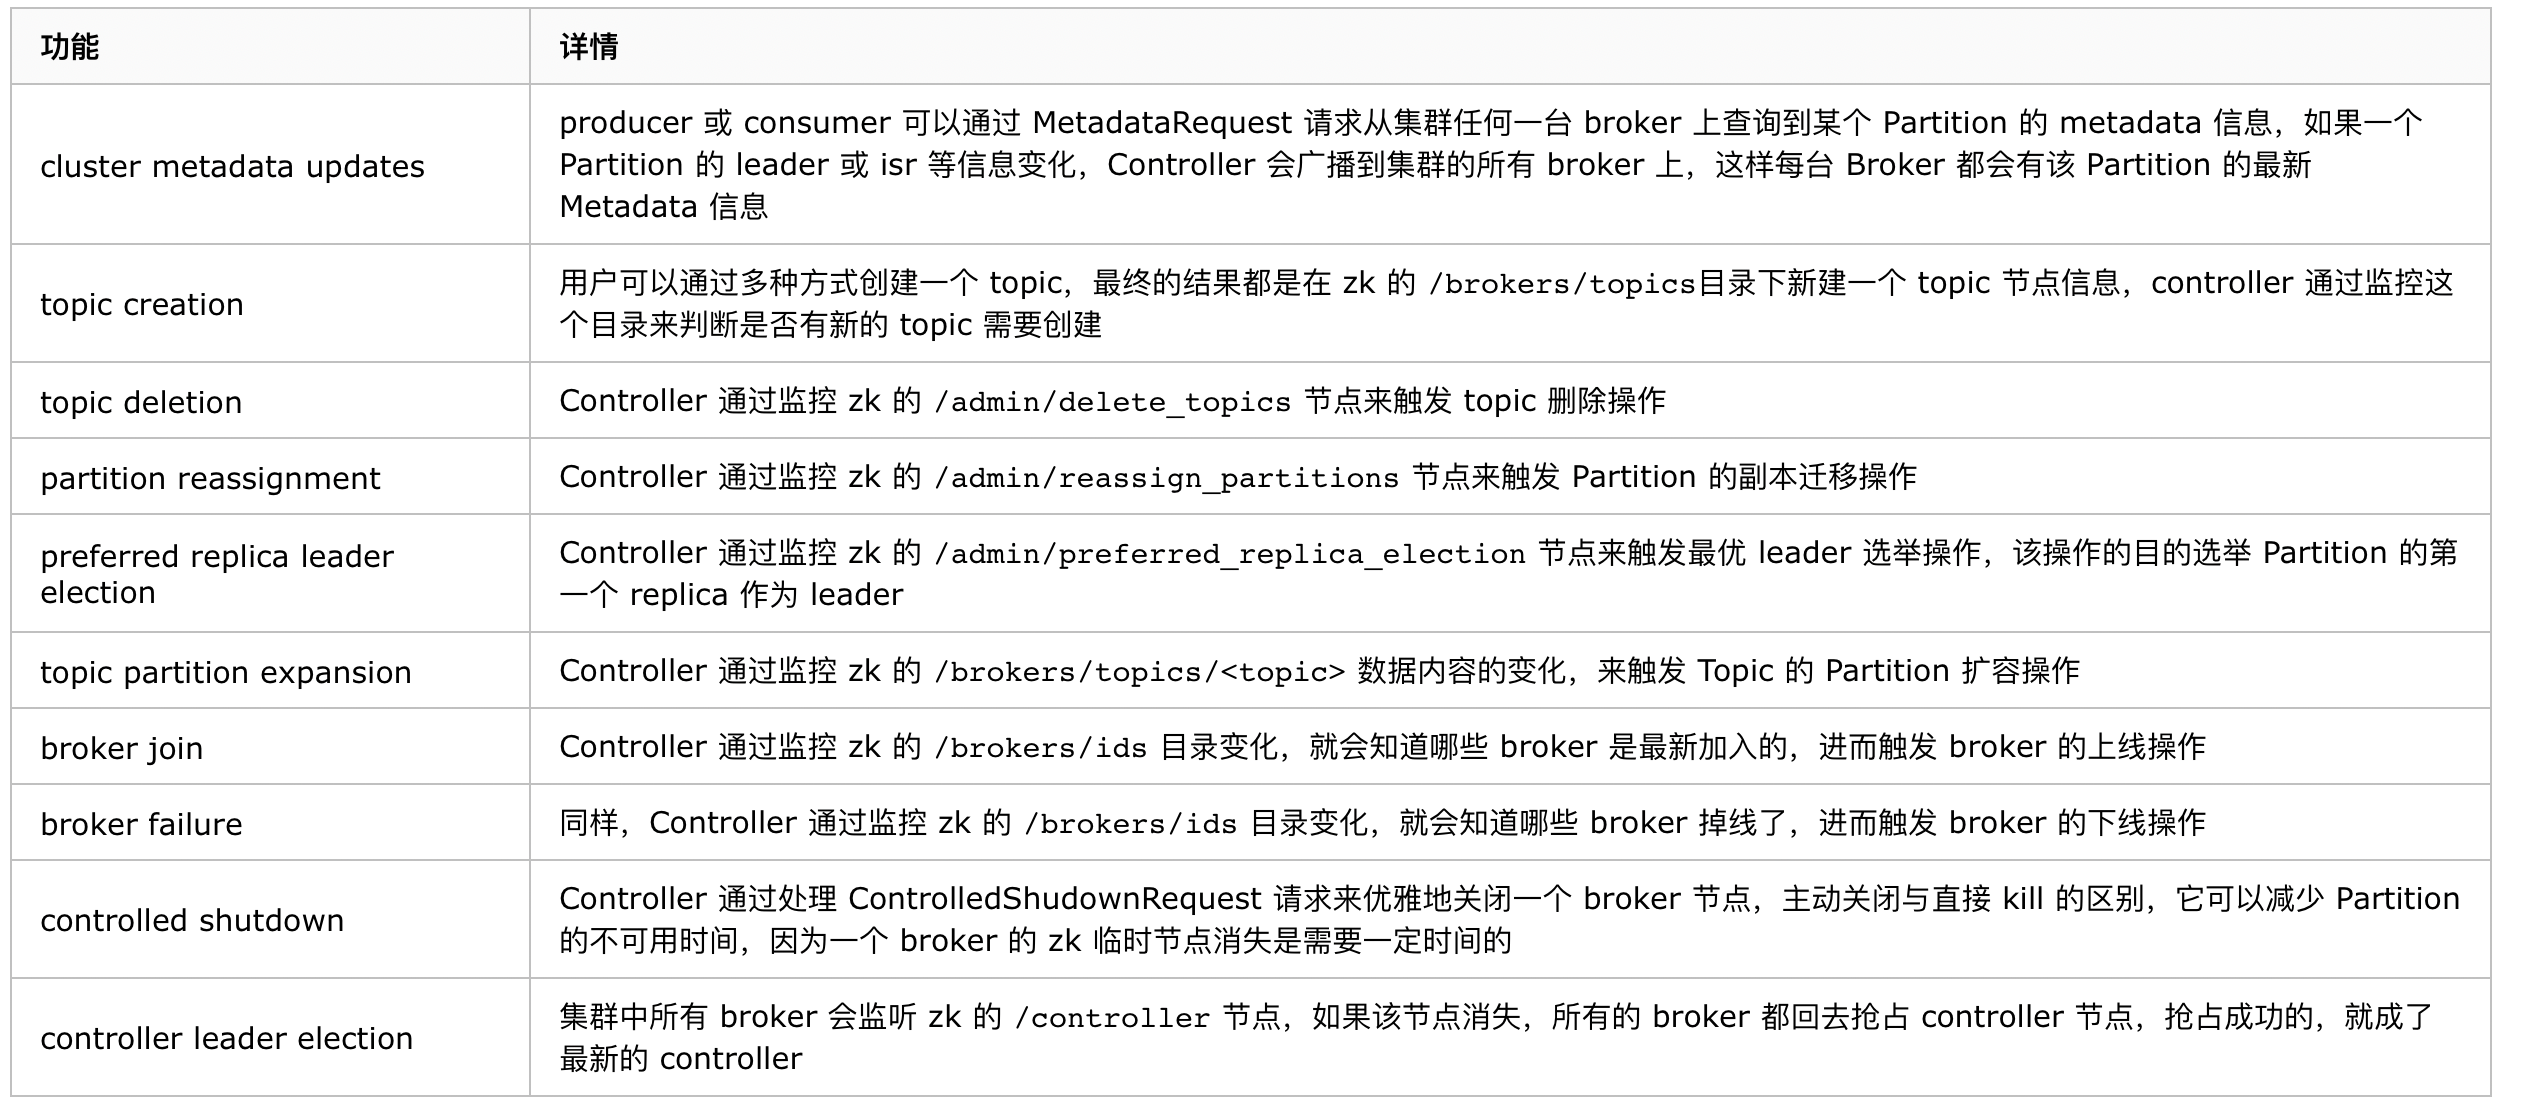 功能
详情
cluster metadata updates
producer 或 consumer 可以通过 MetadataRequest 请求从集群任何一台 broker 上查询到某个 Partition 的 metadata 信息，如果一个
Partition 的 leader 或 isr 等信息变化，Controller 会广播到集群的所有 broker 上，这样每台 Broker 都会有该 Partition 的最新
Metadata 信息
topic creation
用户可以通过多种方式创建一个 topic，最终的结果都是在 zk 的 /brokers/topics目录下新建一个 topic 节点信息，controller 通过监控这
个目录来判断是否有新的 topic 需要创建
topic deletion
Controller 通过监控 zk 的 /admin/delete_topics 节点来触发 topic 删除操作
partition reassignment
Controller 通过监控 zk 的 /admin/reassign_partitions 节点来触发 Partition 的副本迁移操作
preferred replica leader
election
Controller 通过监控 zk 的 /admin/preferred_replica_election 节点来触发最优 leader 选举操作，该操作的目的选举 Partition 的第
一个 replica 作为 leader
topic partition expansion
Controller 通过监控 zk 的 /brokers/topics/<topic> 数据内容的变化，来触发 Topic 的 Partition 扩容操作
broker join
Controller 通过监控 zk 的 /brokers/ids 目录变化，就会知道哪些 broker 是最新加入的，进而触发 broker 的上线操作
broker failure
同样，Controller 通过监控 zk 的 /brokers/ids 目录变化，就会知道哪些 broker 掉线了，进而触发 broker 的下线操作
controlled shutdown
Controller 通过处理 ControlledShudownRequest 请求来优雅地关闭一个 broker 节点，主动关闭与直接 kill 的区别，它可以减少 Partition
的不可用时间，因为一个 broker 的 zk 临时节点消失是需要一定时间的
controller leader election
集群中所有 broker 会监听 zk 的 /controller 节点，如果该节点消失，所有的 broker 都回去抢占 controller 节点，抢占成功的，就成了
最新的 controller